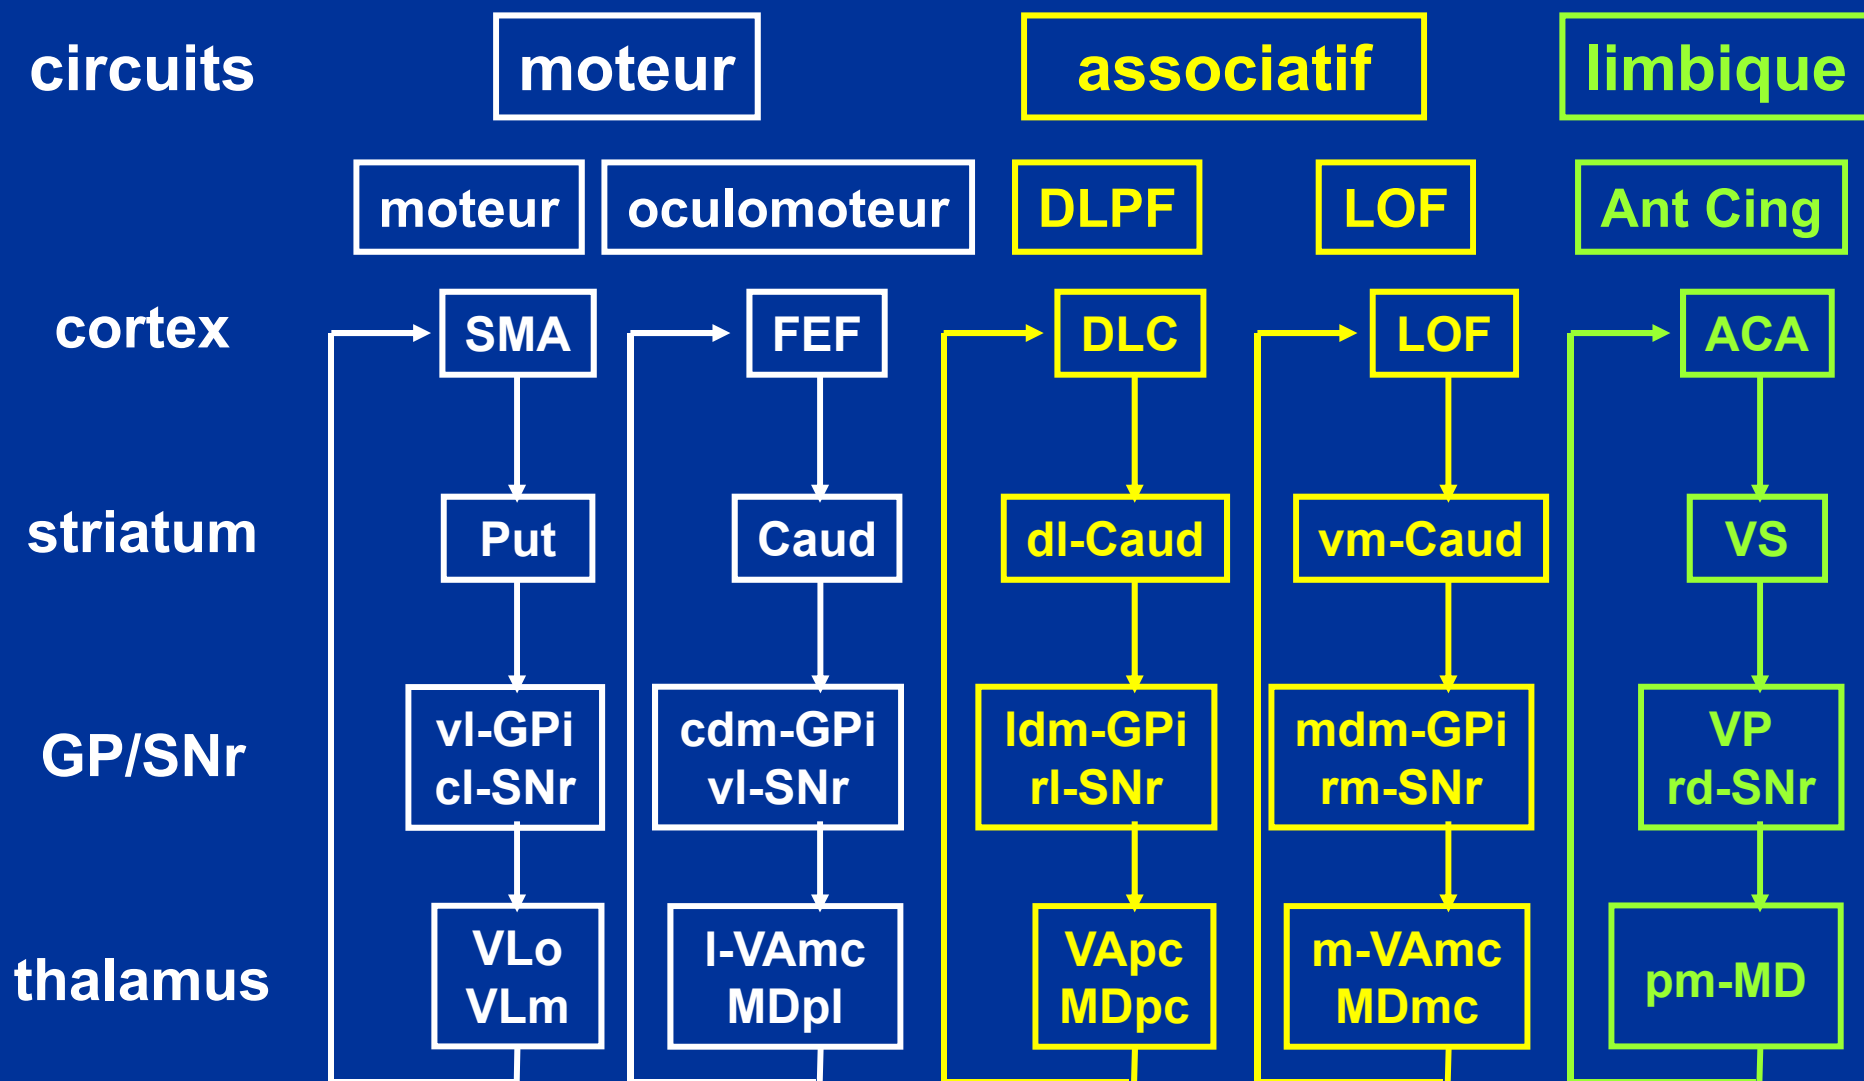 circuits moteur associatif limbique
moteur oculomoteur DLPF LOF Ant Cing
cortex SMA FEF DLC LOF ACA
striatum Put Caud dl-Caud vm-Caud VS
GP/SNr
vl-GPi cdm-GPi ldm-GPi mdm-GPi VP
cl-SNr vl-SNr rl-SNr rm-SNr rd-SNr
thalamus
VLo l-VAmc VApc m-VAmc pm-MD
VLm MDpl MDpc MDmc